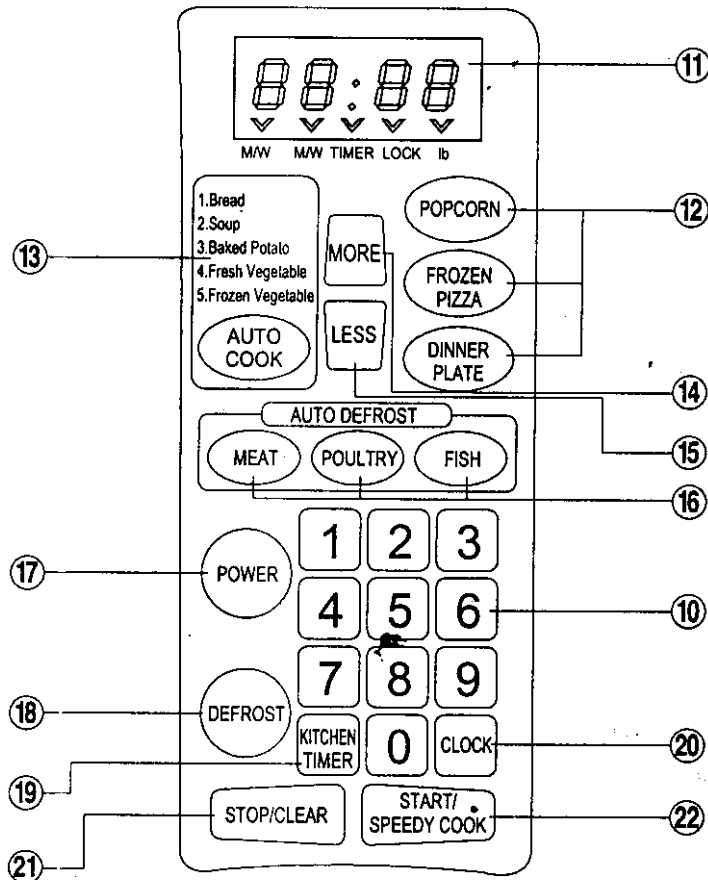 88:88
M/W M/W TIMER LOCK lb
11
1.Bread
2.Soup
3.Baked Potato
4.Fresh Vegetable
5.Frozen Vegetable
AUTO
COOK
13
MORE
LESS
POPCORN
FROZEN
PIZZA
DINNER
PLATE
12
14
15
AUTO DEFROST
MEAT POULTRY FISH
16
17
POWER
1 2 3
4 5 6
10
7 8 9
18
DEFROST
KITCHEN
TIMER
0
CLOCK
20
19
STOP/CLEAR
START/
SPEEDY COOK
22
21